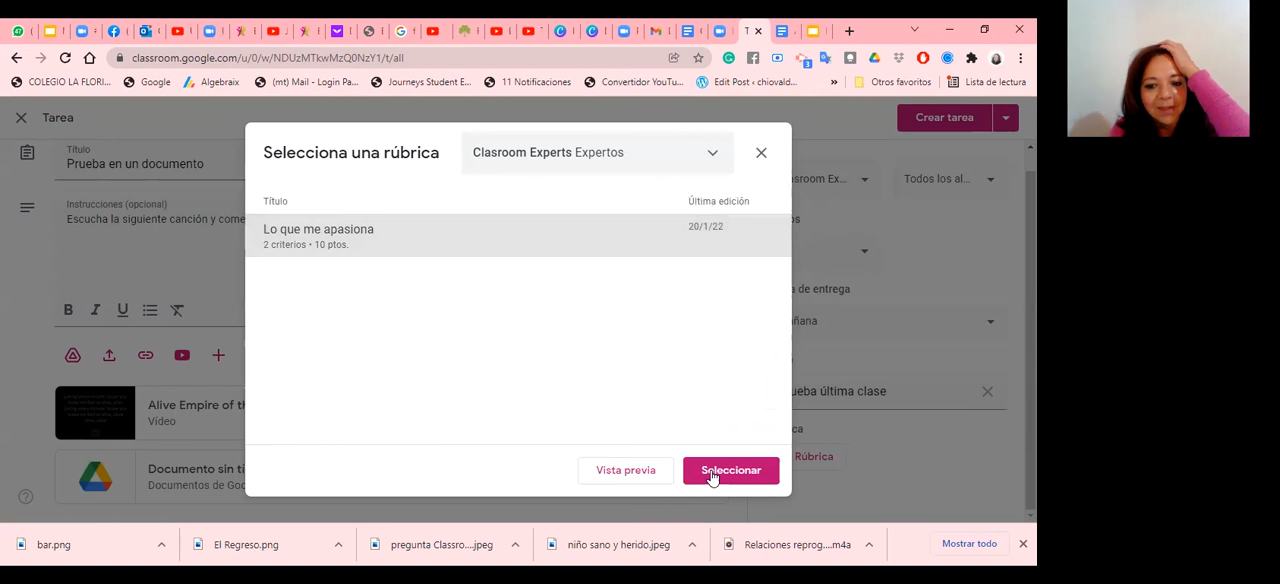 classroom.google.com/u/0/w/NDUzMTkwMzQ0NzY1/t/all
COLEGIO LA FLORI...
Google
Algebraix
(mt) Mail - Login Pa...
Journeys Student E...
11 Notificaciones
Convertidor YouTu...
Edit Post ‹ chiovald...
»
Otros favoritos
Lista de lectura
Tarea
Crear tarea
Título
Prueba en un documento
Instrucciones (opcional)
Escucha la siguiente canción y come
B I U
Alive Empire of th
Vídeo
Documento sin tí
Documentos de Goo
Selecciona una rúbrica
Clasroom Experts Expertos
Título
Última edición
Lo que me apasiona
20/1/22
2 criterios • 10 ptos.
Vista previa
Seleccionar
sroom Ex...
Todos los al...
os
a de entrega
ñana
ueba última clase
ca
Rúbrica
bar.png
El Regreso.png
pregunta Classro....jpeg
niño sano y herido.jpeg
Relaciones reprog....m4a
Mostrar todo